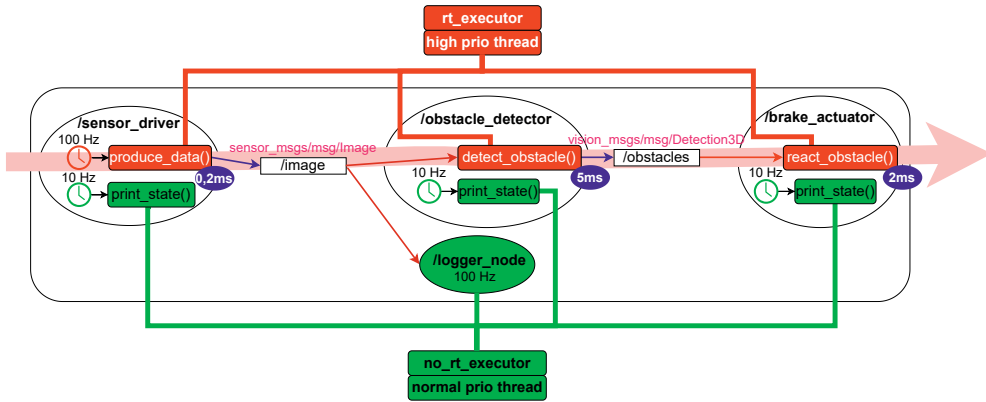 rt_executor
high prio thread
/sensor_driver
100 Hz
produce_data()
0,2ms
10 Hz
print_state()
sensor_msgs/msg/Image
/image
/obstacle_detector
detect_obstacle()
5ms
10 Hz
print_state()
vision_msgs/msg/Detection3D
/obstacles
/brake_actuator
react_obstacle()
2ms
10 Hz
print_state()
/logger_node
100 Hz
no_rt_executor
normal prio thread